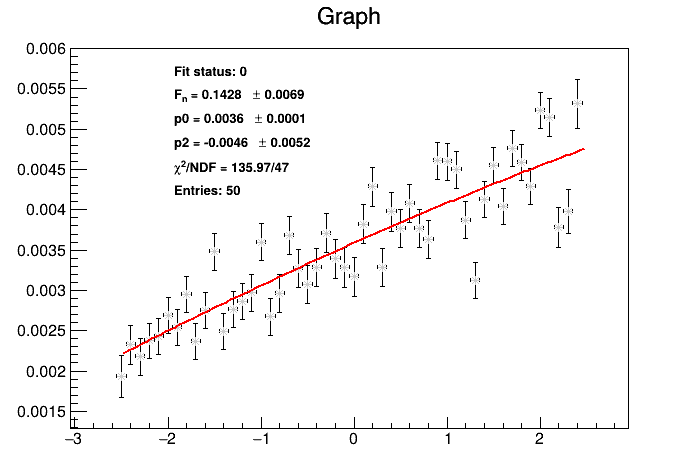 Graph
0.006
Fit status: 0
0.0055
Fn = 0.1428 ± 0.0069
p0 = 0.0036 ± 0.0001
0.005
p2 = -0.0046 ± 0.0052
χ²/NDF = 135.97/47
0.0045
Entries: 50
0.004
0.0035
0.003
0.0025
0.002
0.0015
−3 −2 −1 0 1 2